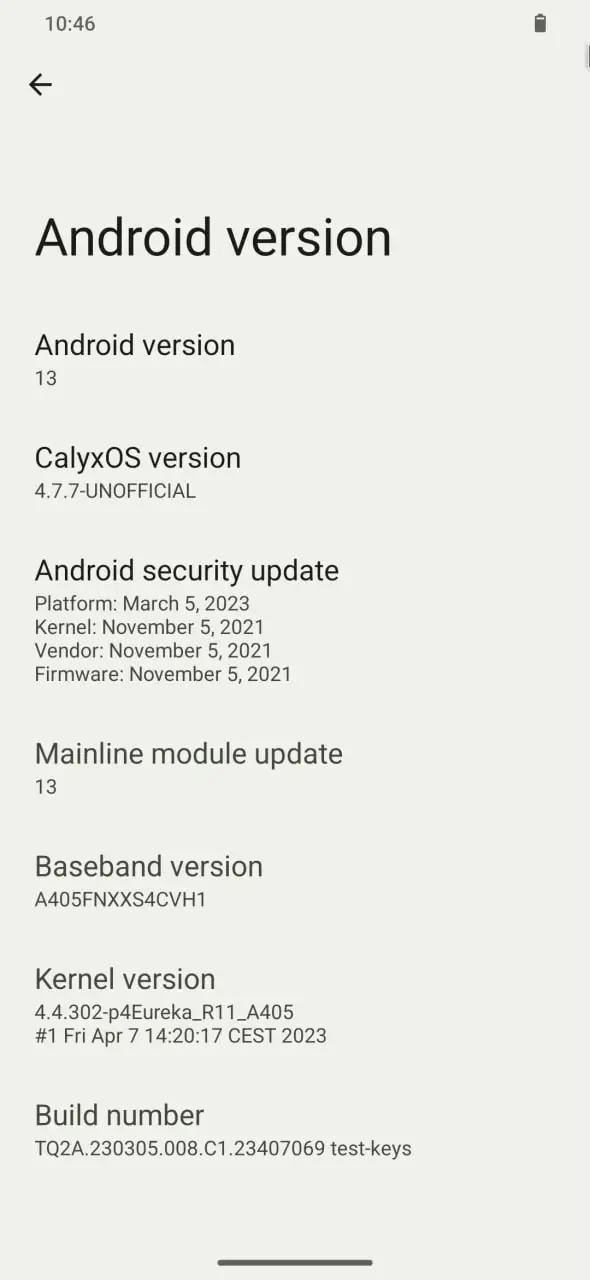 10:46
Android version
Android version
13
CalyxOS version
4.7.7-UNOFFICIAL
Android security update
Platform: March 5, 2023
Kernel: November 5, 2021
Vendor: November 5, 2021
Firmware: November 5, 2021
Mainline module update
13
Baseband version
A405FNXXS4CVH1
Kernel version
4.4.302-p4Eureka_R11_A405
#1 Fri Apr 7 14:20:17 CEST 2023
Build number
TQ2A.230305.008.C1.23407069 test-keys